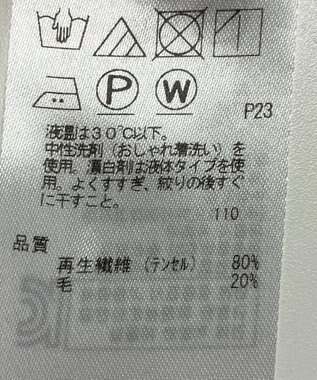 P W
P23
液温は30℃以下。
中性洗剤（おしゃれ着洗い）を
使用。漂白剤は液体タイプを使
用。よくすすぎ、絞りの後すぐ
に干すこと。
110
品質
再生繊維（テンセル） 80%
毛 20%